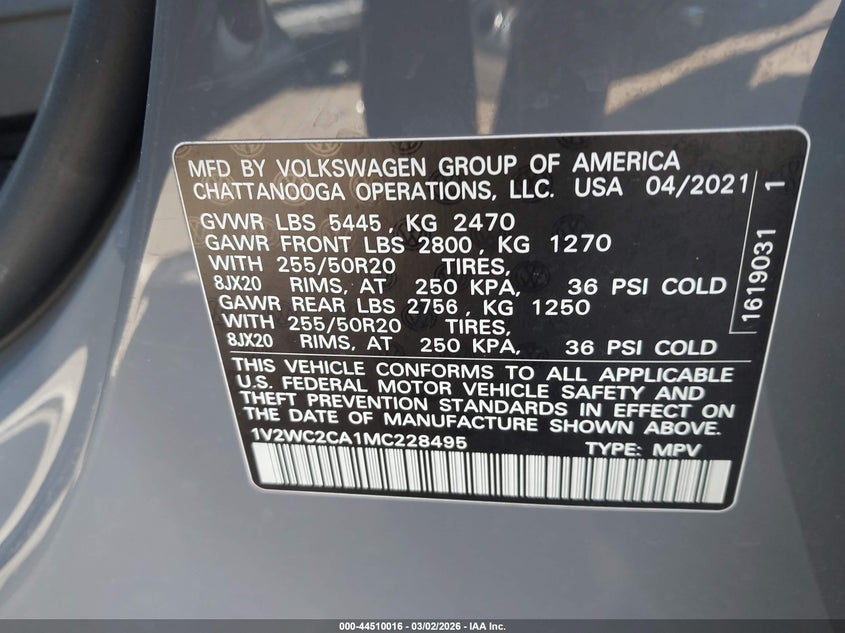 MFD BY VOLKSWAGEN GROUP OF AMERICA
CHATTANOOGA OPERATIONS, LLC. USA 04/2021
GVWR LBS 5445, KG 2470
GAWR FRONT LBS 2800, KG 1270
WITH 255/50R20 TIRES,
8JX20 RIMS, AT 250 KPA, 36 PSI COLD
GAWR REAR LBS 2756, KG 1250
WITH 255/50R20 TIRES,
8JX20 RIMS, AT 250 KPA, 36 PSI COLD
THIS VEHICLE CONFORMS TO ALL APPLICABLE
U.S. FEDERAL MOTOR VEHICLE SAFETY AND
THEFT PREVENTION STANDARDS IN EFFECT ON
THE DATE OF MANUFACTURE SHOWN ABOVE.
1V2WC2CA1MC228495 TYPE: MPV
1619031 1
000-44510016 - 03/02/2026 - IAA Inc.